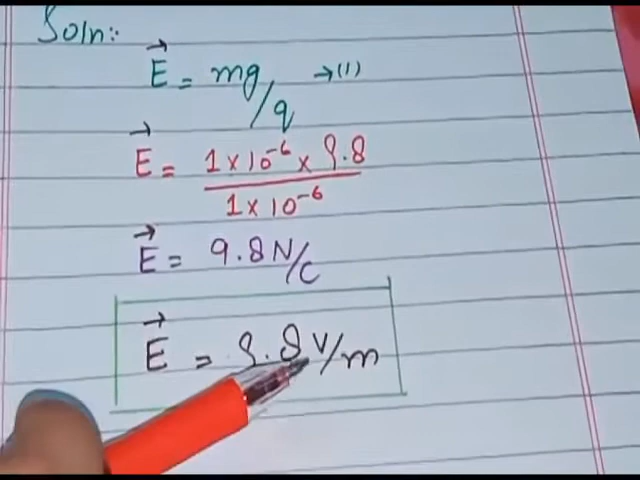 Soln:
E⃗ = mg/q →(1)
E⃗ = 1×10⁻⁶ × 9.8 / 1×10⁻⁶
E⃗ = 9.8 N/C
E⃗ = 9.8 V/m